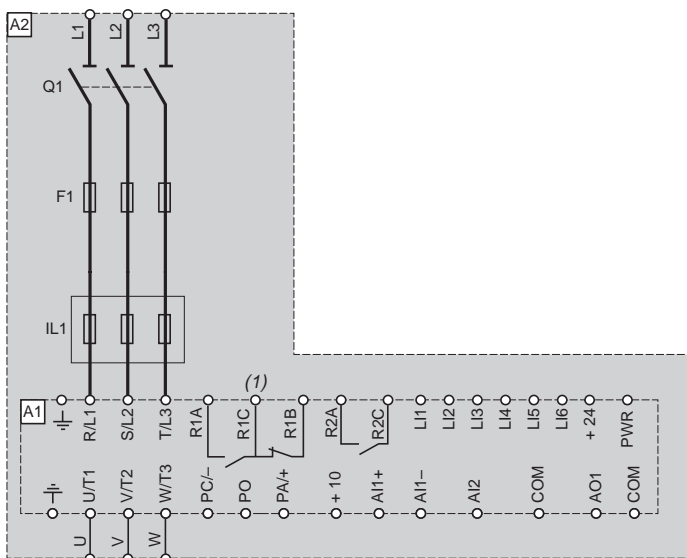 A2
L1 L2 L3
Q1
F1
IL1
(1)
A1
R/L1 S/L2 T/L3 R1A R1C R1B R2A R2C LI1 LI2 LI3 LI4 LI5 LI6 + 24 PWR
U/T1 V/T2 W/T3 PC/– PO PA/+ + 10 AI1+ AI1– AI2 COM AO1 COM
U V W